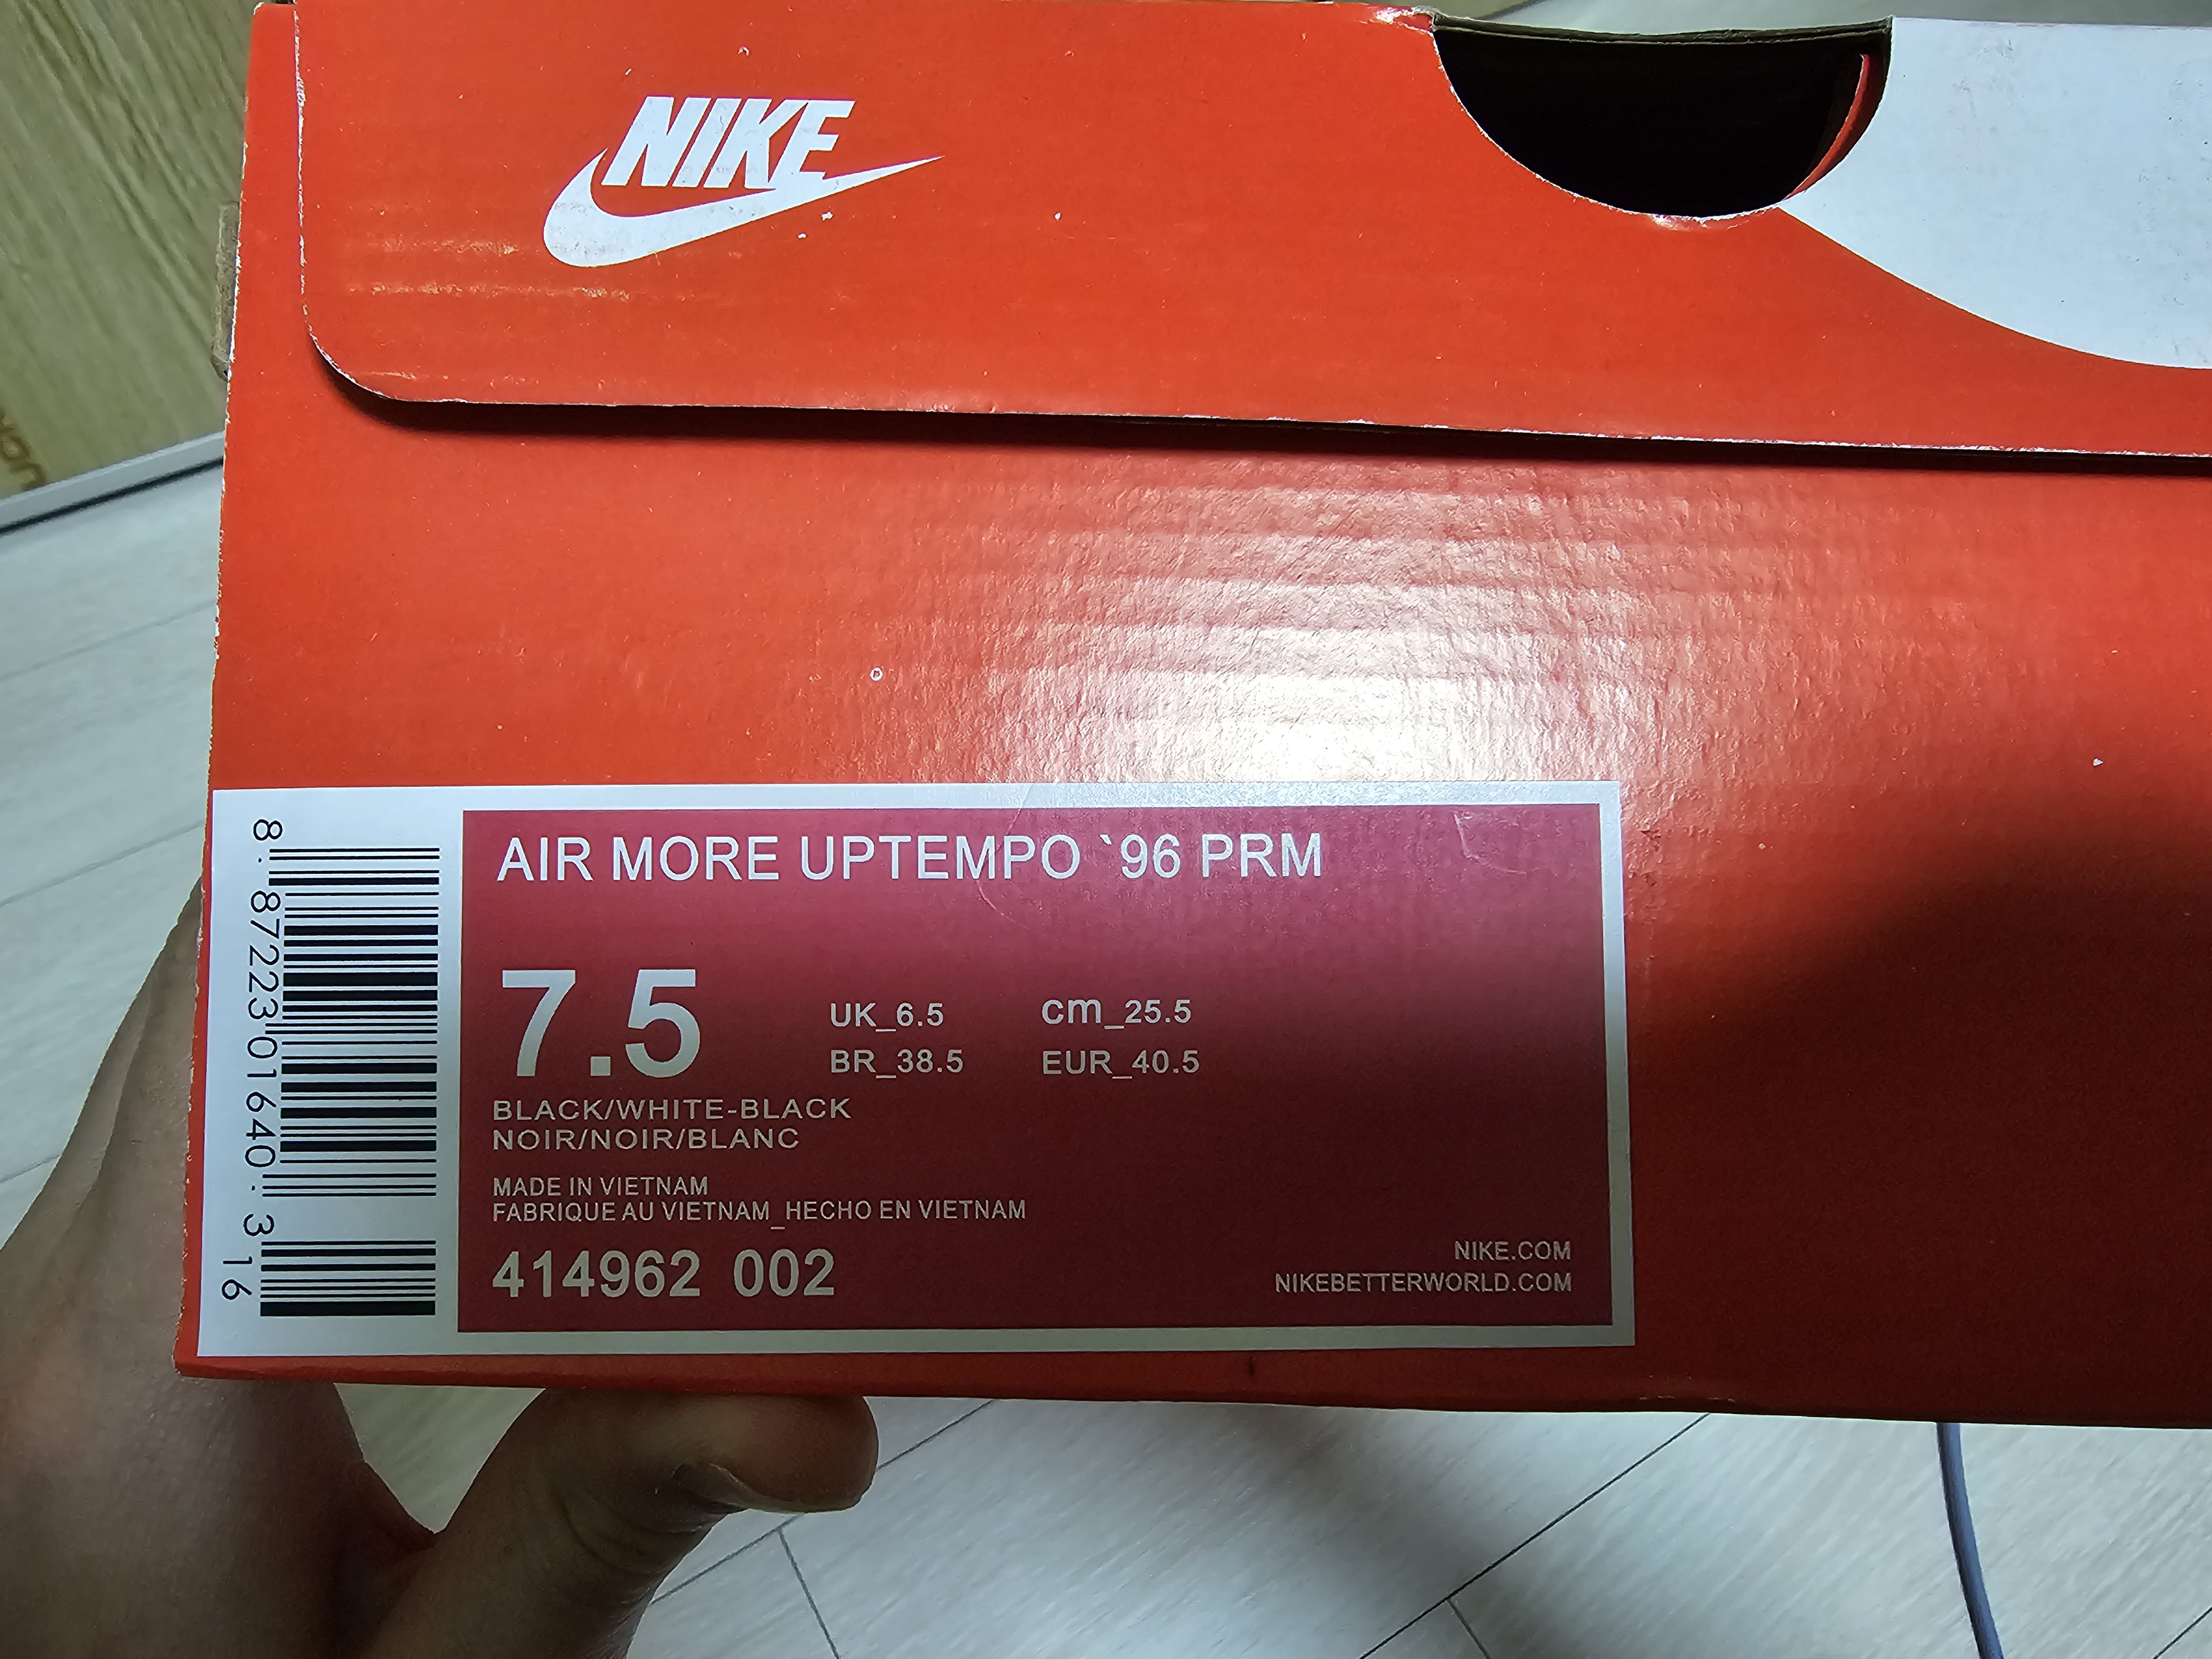 NIKE
AIR MORE UPTEMPO `96 PRM
7.5
UK_6.5 cm_25.5
BR_38.5 EUR_40.5
BLACK/WHITE-BLACK
NOIR/NOIR/BLANC
MADE IN VIETNAM
FABRIQUE AU VIETNAM_HECHO EN VIETNAM
414962 002
NIKE.COM
NIKEBETTERWORLD.COM
8 87223 01640 3 16